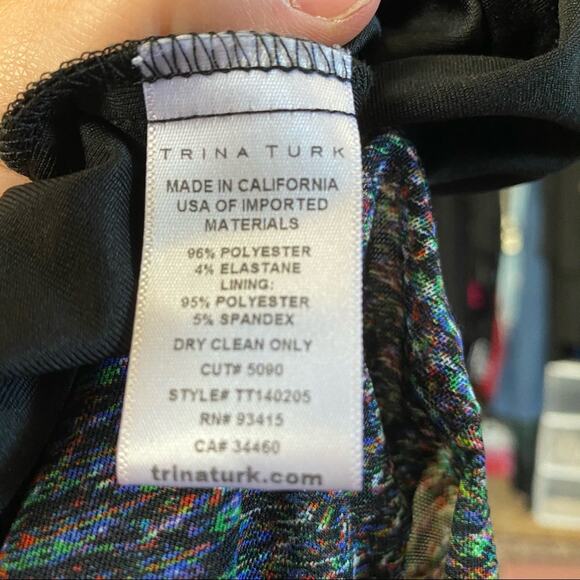 TRINA TURK
MADE IN CALIFORNIA
USA OF IMPORTED
MATERIALS
96% POLYESTER
4% ELASTANE
LINING:
95% POLYESTER
5% SPANDEX
DRY CLEAN ONLY
CUT# 5090
STYLE# TT140205
RN# 93415
CA# 34460
trinaturk.com